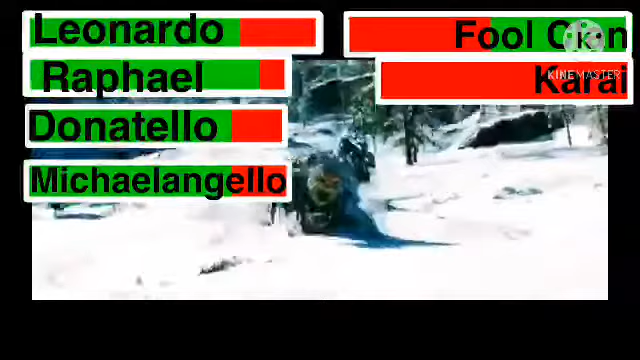 Leonardo
Raphael
Donatello
Michaelangello
Fool Clan
KINEMASTER
Karai